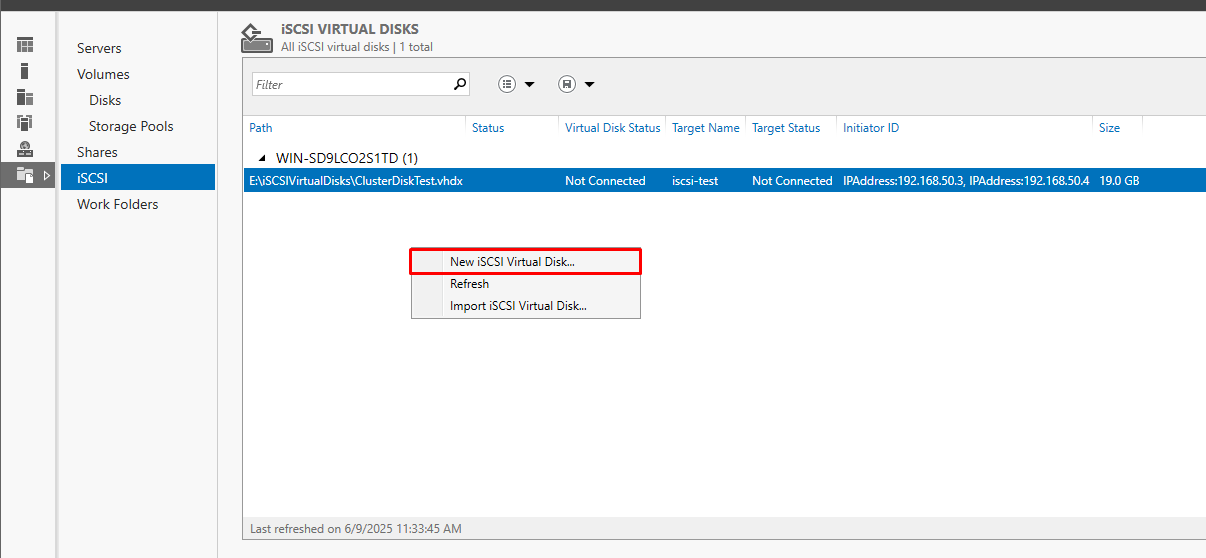 iSCSI VIRTUAL DISKS
All iSCSI virtual disks | 1 total
Servers
Volumes
Disks
Storage Pools
Shares
iSCSI
Work Folders
Filter
Path Status Virtual Disk Status Target Name Target Status Initiator ID Size
WIN-SD9LCO2S1TD (1)
E:\iSCSIVirtualDisks\ClusterDiskTest.vhdx Not Connected iscsi-test Not Connected IPAddress:192.168.50.3, IPAddress:192.168.50.4 19.0 GB
New iSCSI Virtual Disk...
Refresh
Import iSCSI Virtual Disk...
Last refreshed on 6/9/2025 11:33:45 AM